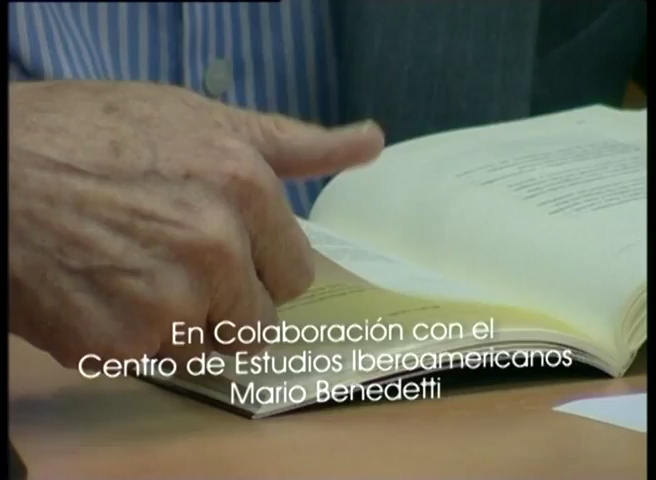 En Colaboración con el
Centro de Estudios Iberoamericanos
Mario Benedetti